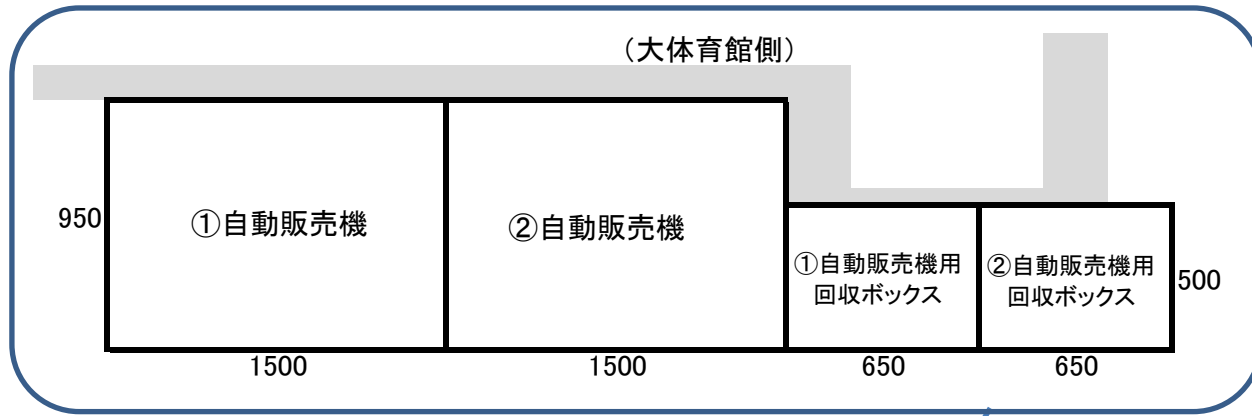 （大体育館側）
950
①自動販売機
②自動販売機
①自動販売機用
回収ボックス
②自動販売機用
回収ボックス
500
1500
1500
650
650